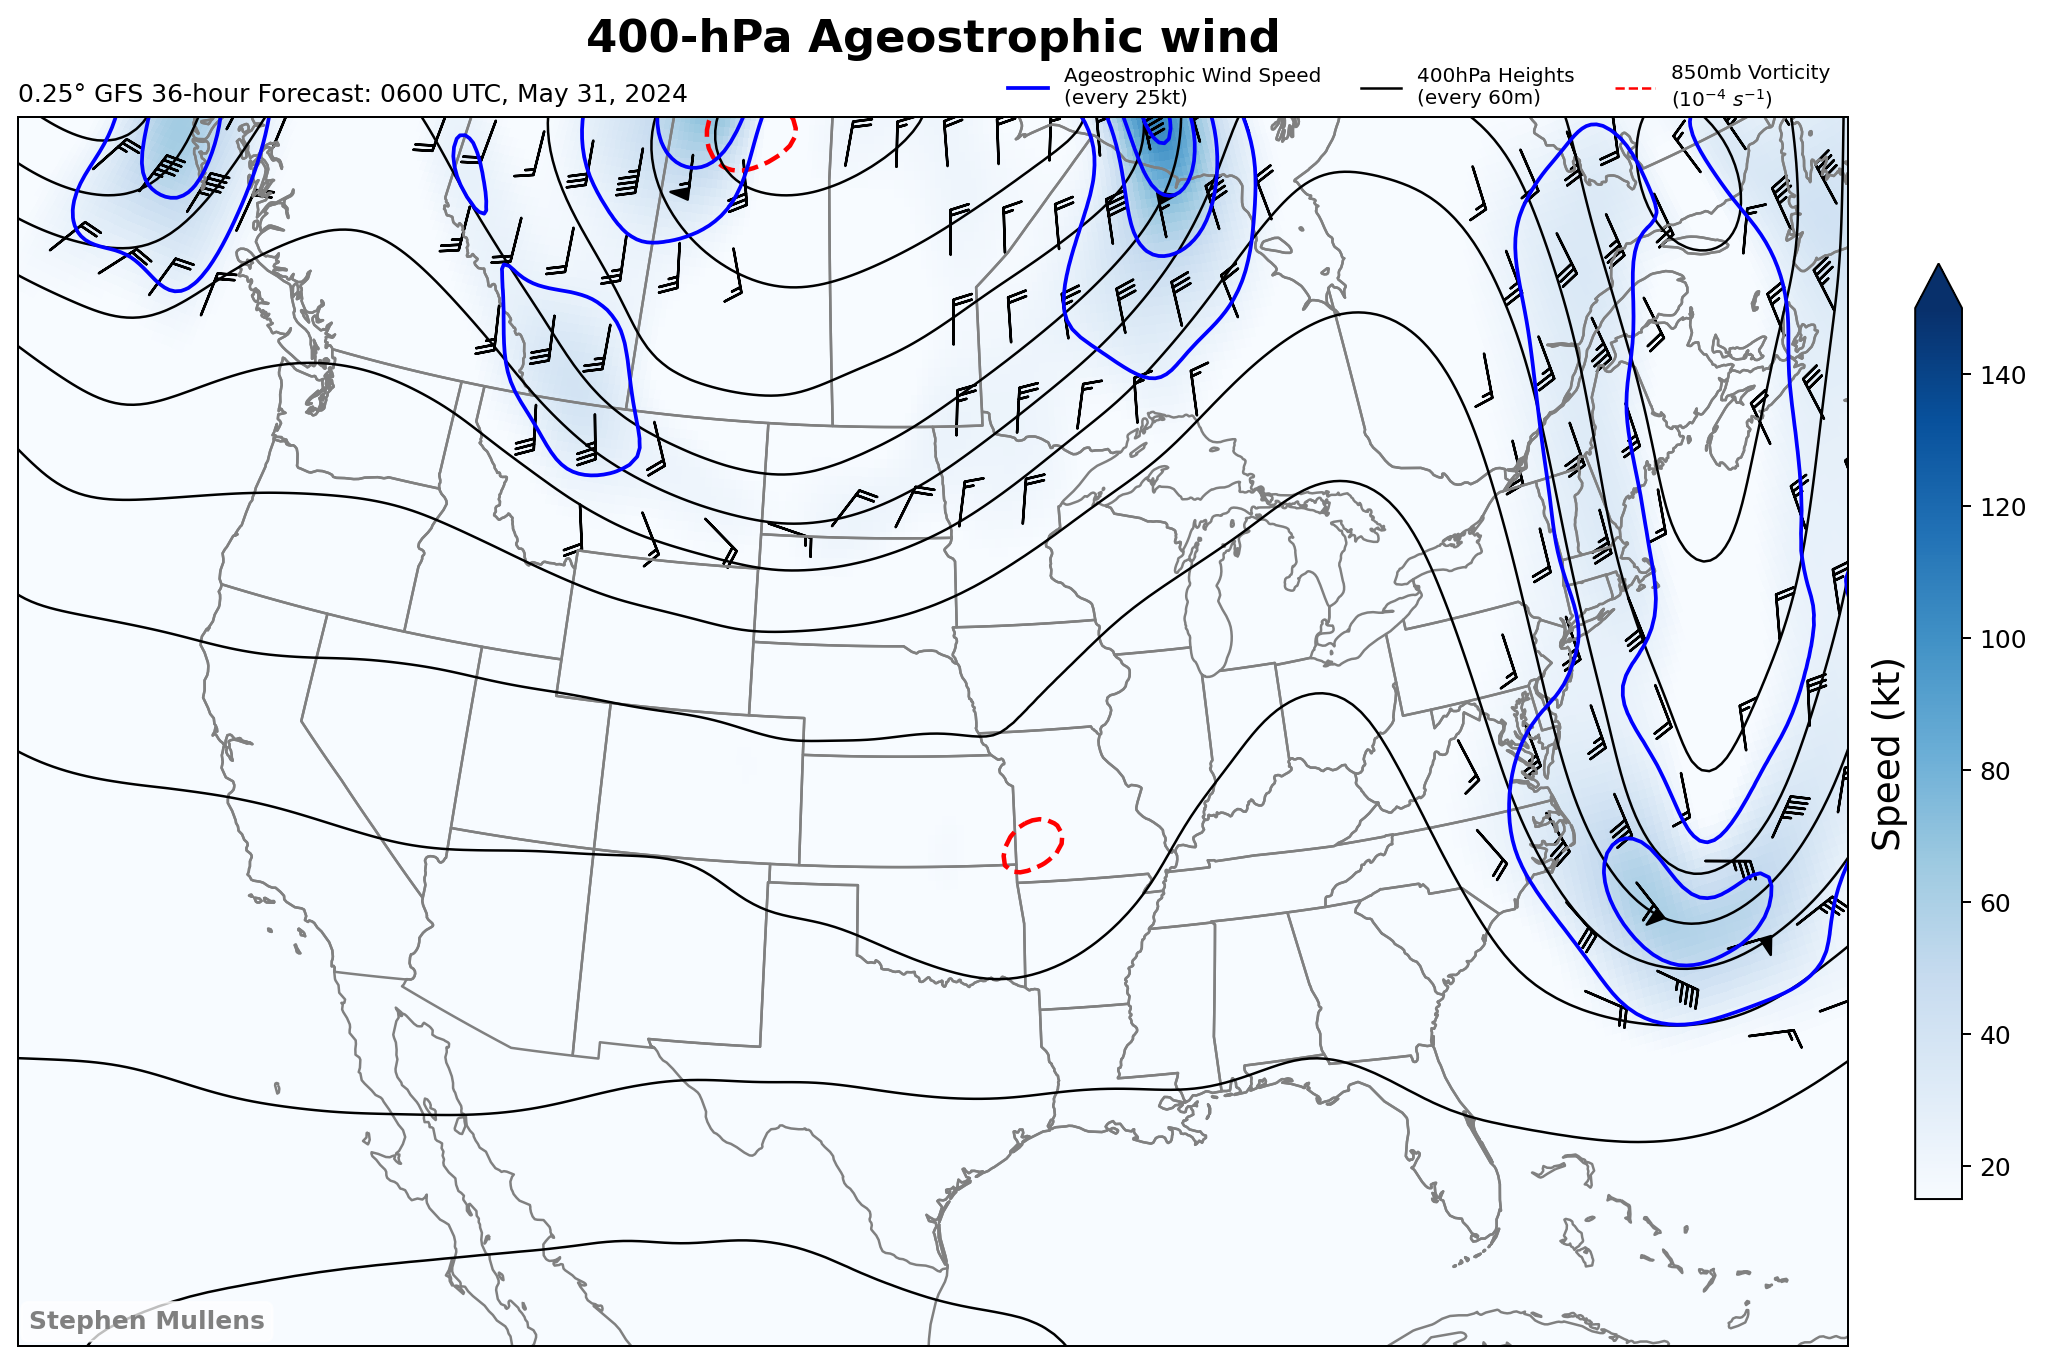 400-hPa Ageostrophic wind
0.25° GFS 36-hour Forecast: 0600 UTC, May 31, 2024
Ageostrophic Wind Speed
(every 25kt)
400hPa Heights
(every 60m)
850mb Vorticity
(10⁻⁴ s⁻¹)
140
120
100
80
60
40
20
Speed (kt)
Stephen Mullens